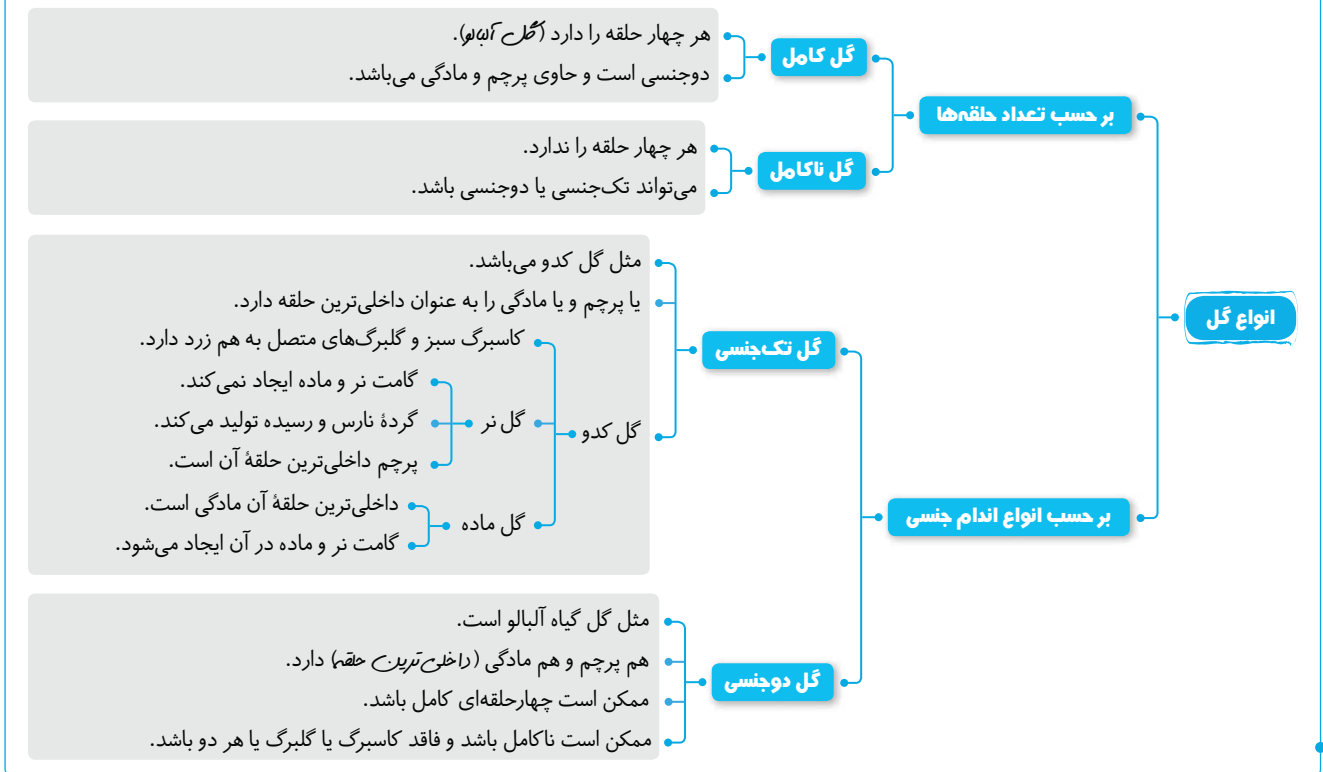 انواع گل
بر حسب تعداد حلقه‌ها
گل کامل
هر چهار حلقه را دارد (گل آلبالو).
دوجنسی است و حاوی پرچم و مادگی می‌باشد.
گل ناکامل
هر چهار حلقه را ندارد.
می‌تواند تک‌جنسی یا دوجنسی باشد.
بر حسب انواع اندام جنسی
گل تک‌جنسی
مثل گل کدو می‌باشد.
یا پرچم و یا مادگی را به عنوان داخلی‌ترین حلقه دارد.
گل کدو
کاسبرگ سبز و گلبرگ‌های متصل به هم زرد دارد.
گل نر
گامت نر و ماده ایجاد نمی‌کند.
گردهٔ نارس و رسیده تولید می‌کند.
پرچم داخلی‌ترین حلقهٔ آن است.
گل ماده
داخلی‌ترین حلقهٔ آن مادگی است.
گامت نر و ماده در آن ایجاد می‌شود.
گل دوجنسی
مثل گل گیاه آلبالو است.
هم پرچم و هم مادگی (داخلی‌ترین حلقه) دارد.
ممکن است چهارحلقه‌ای کامل باشد.
ممکن است ناکامل باشد و فاقد کاسبرگ یا گلبرگ یا هر دو باشد.